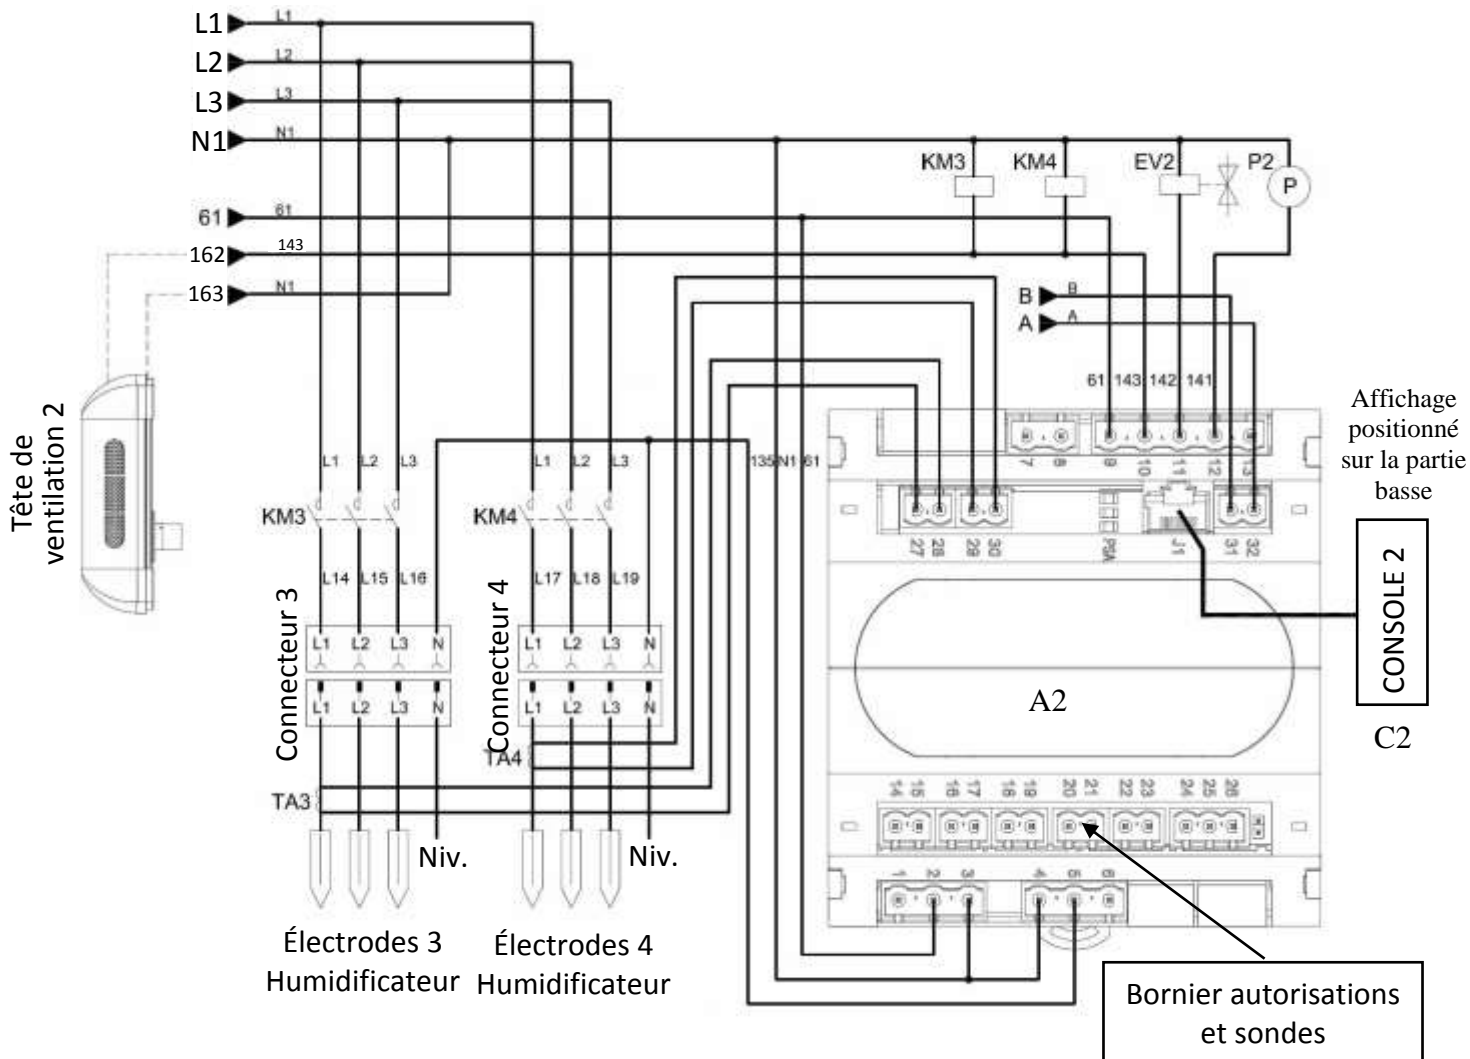 L1 L1
L2 L2
L3 L3
N1 N1
KM3 KM4 EV2 P2
P
61 61
162 143
163 N1
B B
A A
61 143 142 141
Tête de
ventilation 2
Affichage
positionné
sur la partie
basse
7 8 9 10 11 12 13
L1 L2 L3 L1 L2 L3 135 N1 61
KM3 KM4
27 28 29 30 PSA J1 31 32
L14 L15 L16 L17 L18 L19
Connecteur 3
L1 L2 L3 N
L1 L2 L3 N
Connecteur 4
L1 L2 L3 N
L1 L2 L3 N
CONSOLE 2
C2
A2
TA4
TA3
14 15 16 17 18 19 20 21 22 23 24 25 26
Niv. Niv.
1 2 3 4 5 6
Électrodes 3
Humidificateur
Électrodes 4
Humidificateur
Bornier autorisations
et sondes